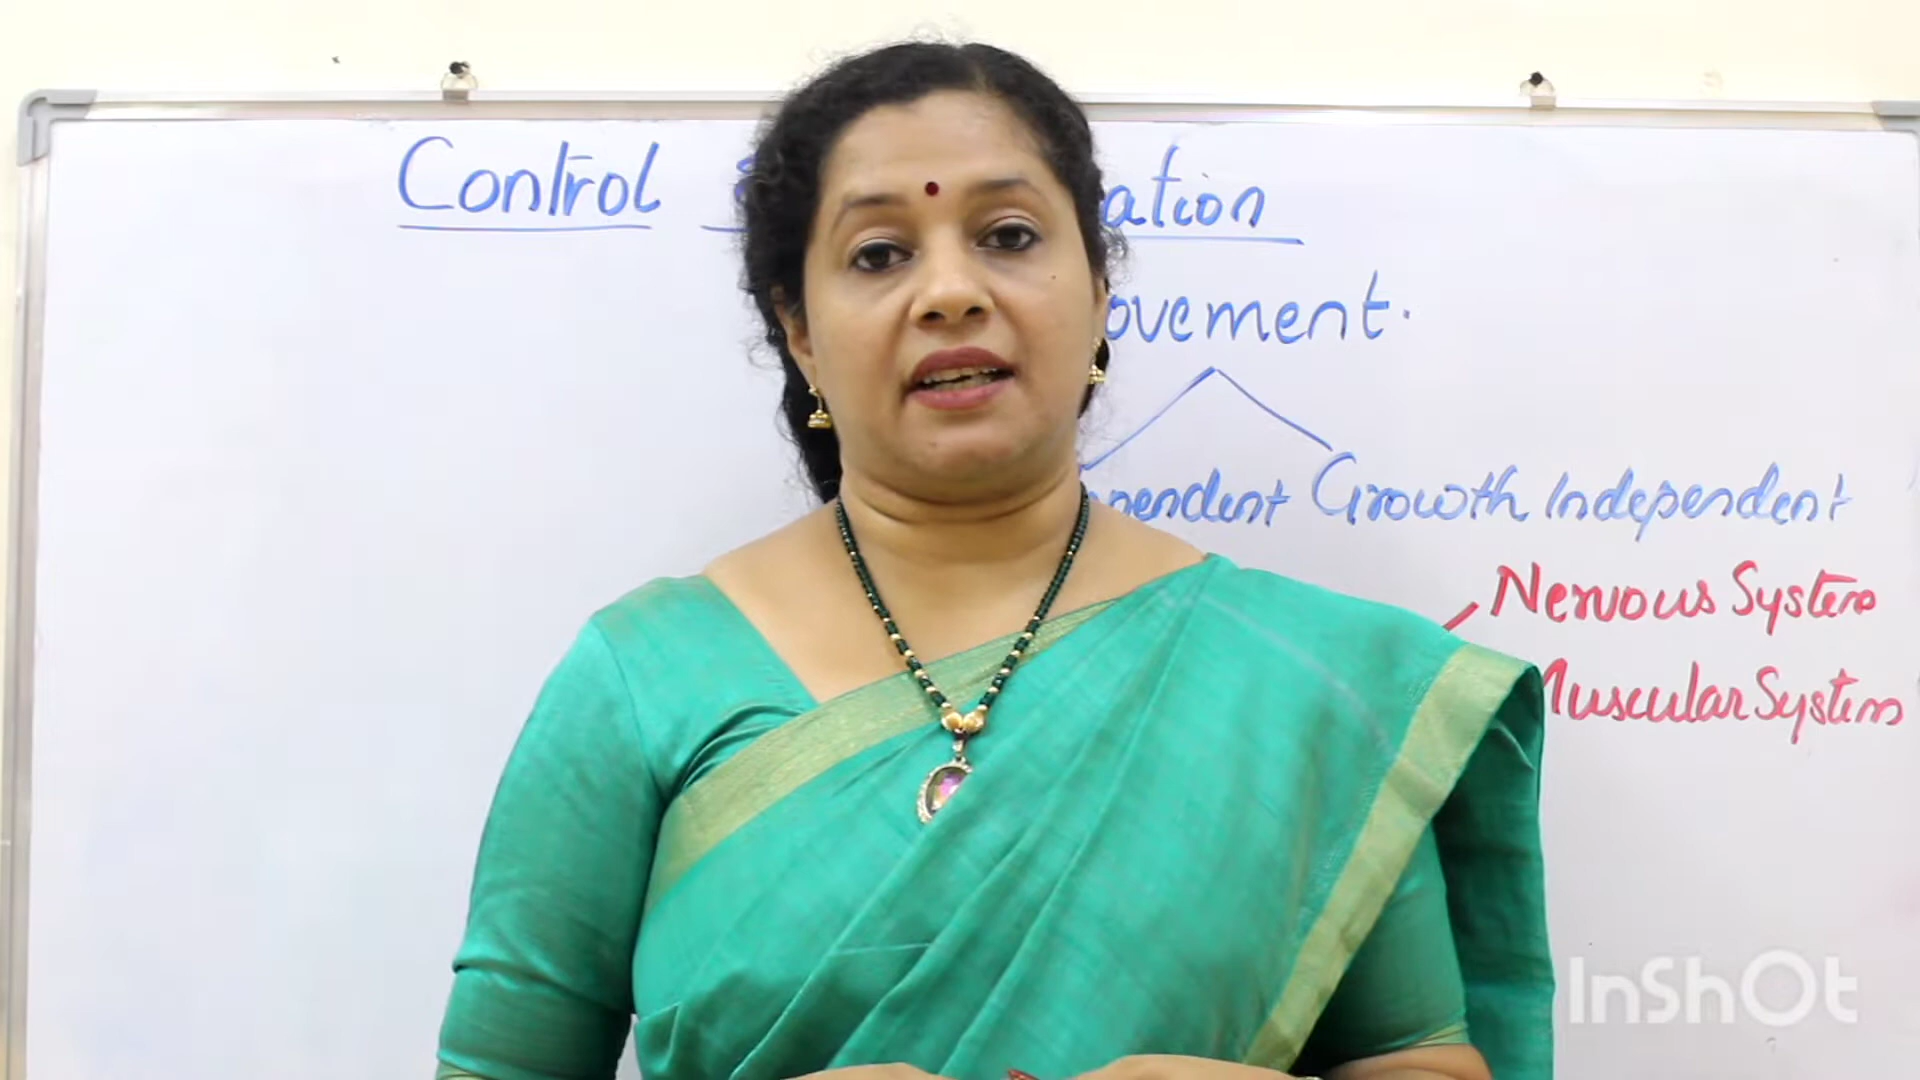 Control
ation
ovement.
pendent Growth Independent
Nervous System
Muscular System
InShOt